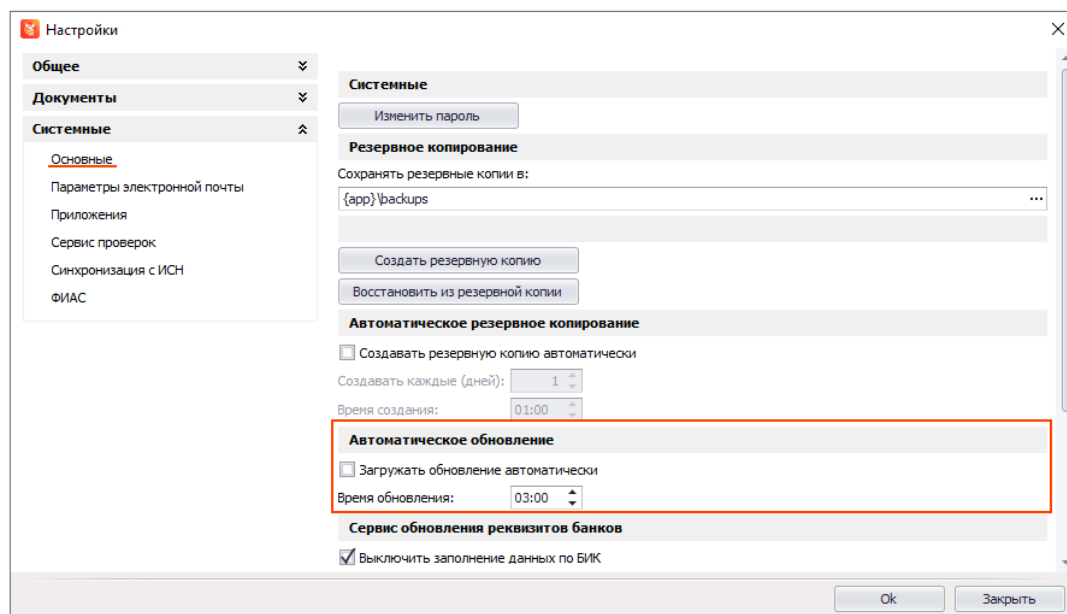 Настройки
Общее
Документы
Системные
Основные
Параметры электронной почты
Приложения
Сервис проверок
Синхронизация с ИСН
ФИАС
Системные
Изменить пароль
Резервное копирование
Сохранять резервные копии в:
{app}\backups
...
Создать резервную копию
Восстановить из резервной копии
Автоматическое резервное копирование
Создавать резервную копию автоматически
Создавать каждые (дней): 1
Время создания: 01:00
Автоматическое обновление
Загружать обновление автоматически
Время обновления: 03:00
Сервис обновления реквизитов банков
Выключить заполнение данных по БИК
Ok Закрыть